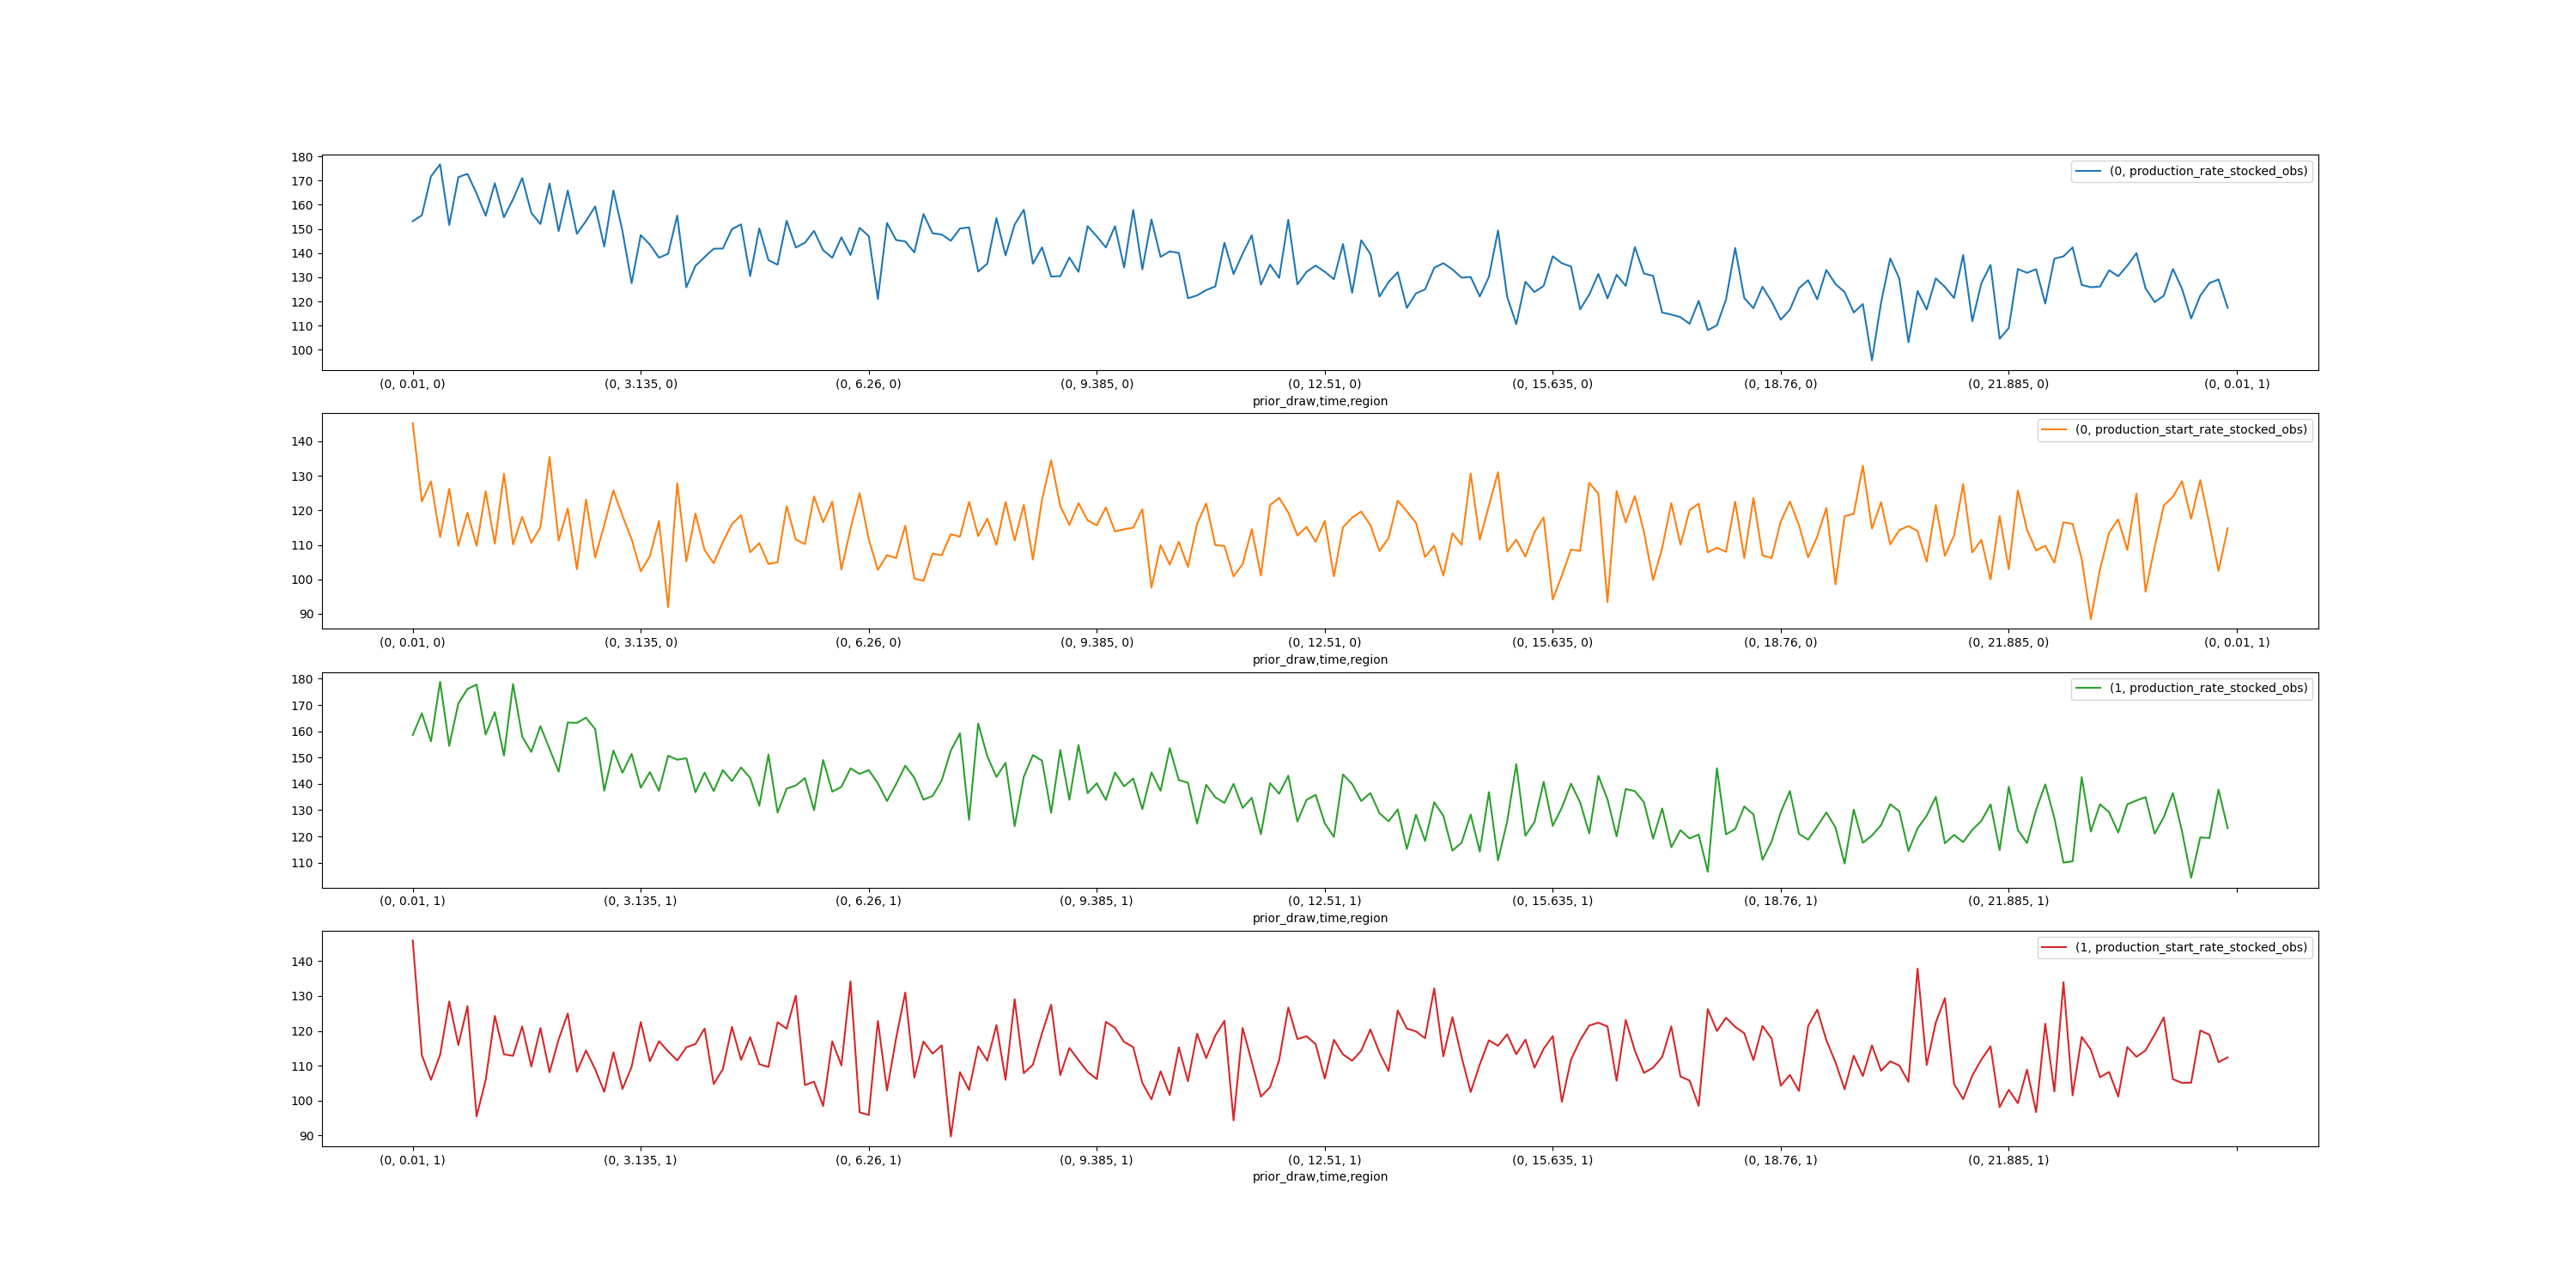 180
170
160
150
140
130
120
110
100
(0, production_rate_stocked_obs)
(0, 0.01, 0) (0, 3.135, 0) (0, 6.26, 0) (0, 9.385, 0) (0, 12.51, 0) (0, 15.635, 0) (0, 18.76, 0) (0, 21.885, 0) (0, 0.01, 1)
prior_draw,time,region
140
130
120
110
100
90
(0, production_start_rate_stocked_obs)
(0, 0.01, 0) (0, 3.135, 0) (0, 6.26, 0) (0, 9.385, 0) (0, 12.51, 0) (0, 15.635, 0) (0, 18.76, 0) (0, 21.885, 0) (0, 0.01, 1)
prior_draw,time,region
180
170
160
150
140
130
120
110
(1, production_rate_stocked_obs)
(0, 0.01, 1) (0, 3.135, 1) (0, 6.26, 1) (0, 9.385, 1) (0, 12.51, 1) (0, 15.635, 1) (0, 18.76, 1) (0, 21.885, 1)
prior_draw,time,region
140
130
120
110
100
90
(1, production_start_rate_stocked_obs)
(0, 0.01, 1) (0, 3.135, 1) (0, 6.26, 1) (0, 9.385, 1) (0, 12.51, 1) (0, 15.635, 1) (0, 18.76, 1) (0, 21.885, 1)
prior_draw,time,region